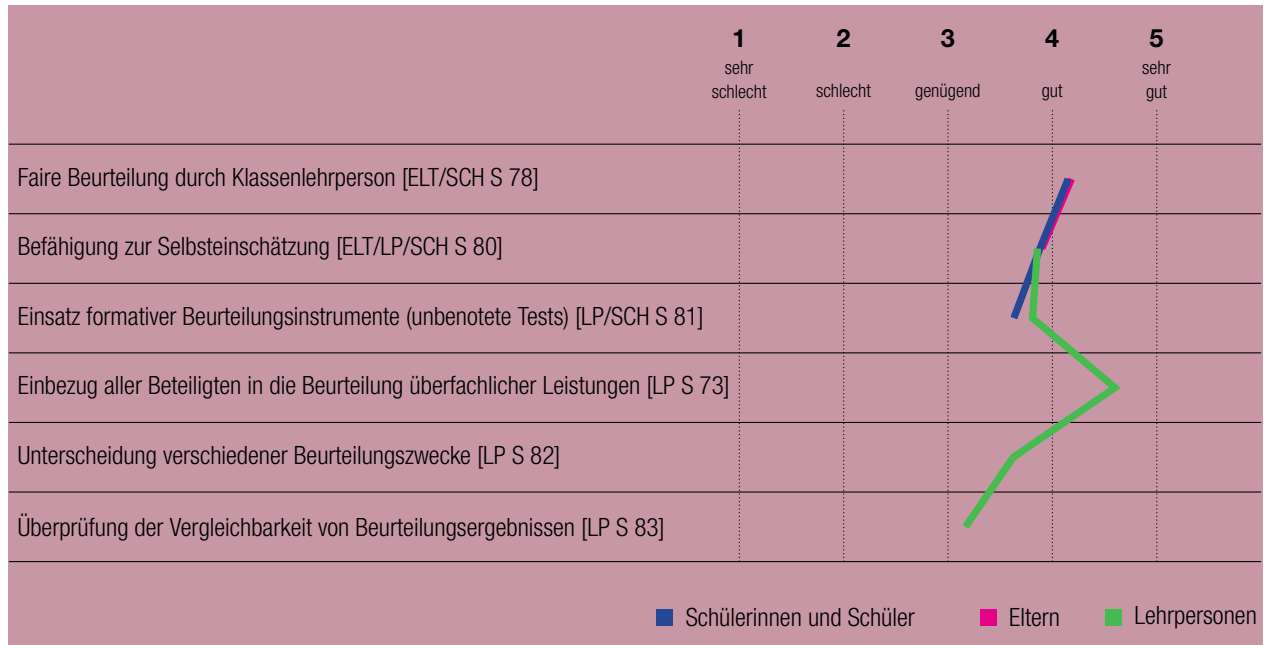 1 2 3 4 5
sehr schlecht schlecht genügend gut sehr gut
Faire Beurteilung durch Klassenlehrperson [ELT/SCH S 78]
Befähigung zur Selbsteinschätzung [ELT/LP/SCH S 80]
Einsatz formativer Beurteilungsinstrumente (unbenotete Tests) [LP/SCH S 81]
Einbezug aller Beteiligten in die Beurteilung überfachlicher Leistungen [LP S 73]
Unterscheidung verschiedener Beurteilungszwecke [LP S 82]
Überprüfung der Vergleichbarkeit von Beurteilungsergebnissen [LP S 83]
Schülerinnen und Schüler Eltern Lehrpersonen